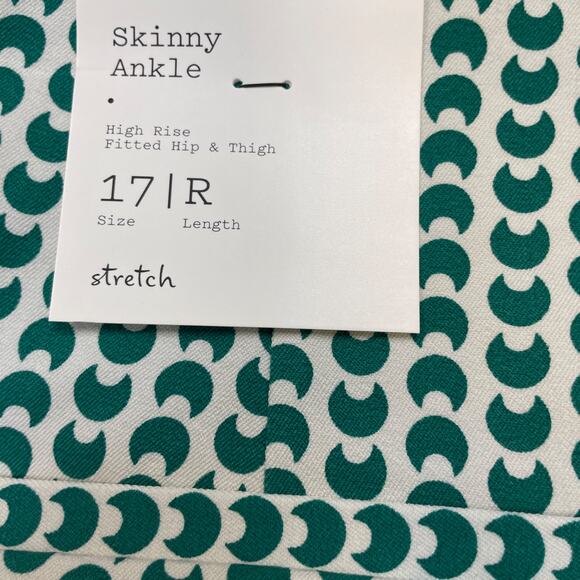 Skinny
Ankle
High Rise
Fitted Hip & Thigh
17|R
Size Length
stretch